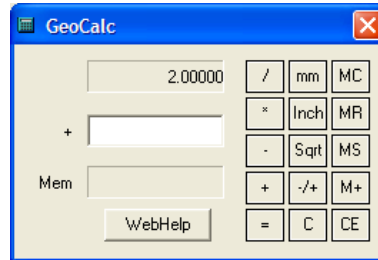 GeoCalc
2.00000 / mm MC
* Inch MR
+
- Sqrt MS
Mem + -/+ M+
WebHelp = C CE